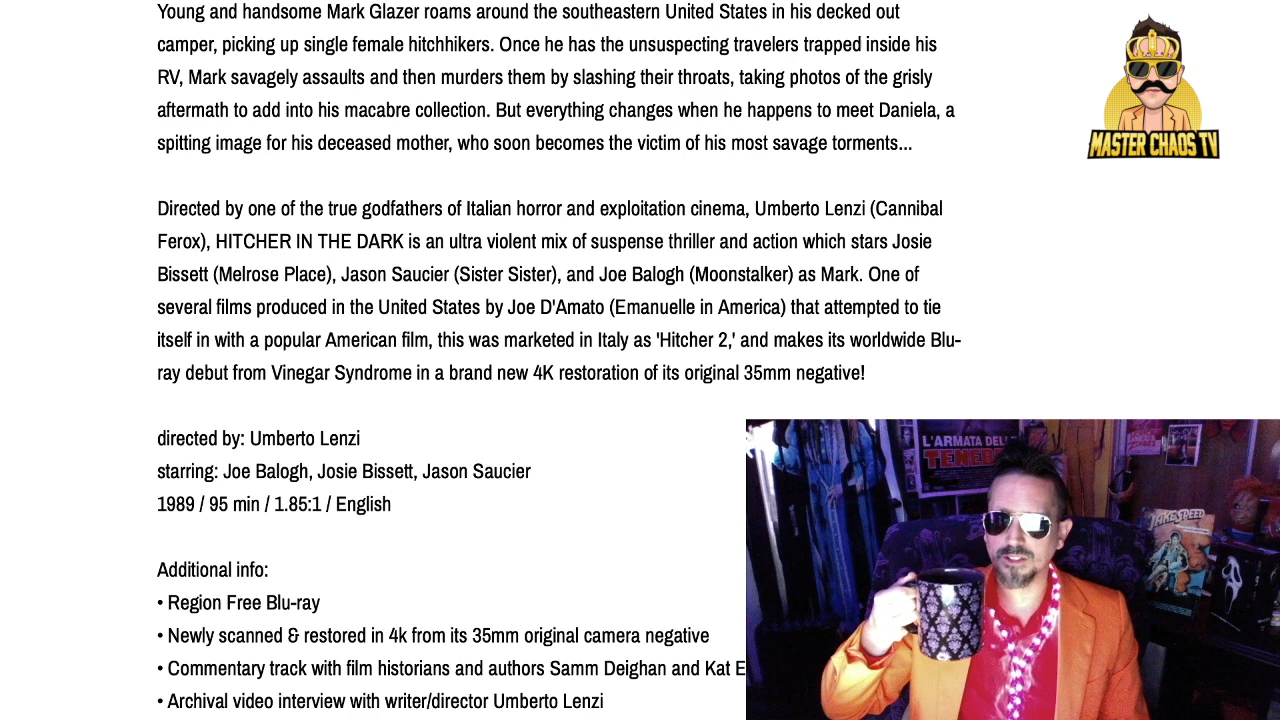 Young and handsome Mark Glazer roams around the southeastern United States in his decked out
camper, picking up single female hitchhikers. Once he has the unsuspecting travelers trapped inside his
RV, Mark savagely assaults and then murders them by slashing their throats, taking photos of the grisly
aftermath to add into his macabre collection. But everything changes when he happens to meet Daniela, a
spitting image for his deceased mother, who soon becomes the victim of his most savage torments...
MASTER CHAOS TV
Directed by one of the true godfathers of Italian horror and exploitation cinema, Umberto Lenzi (Cannibal
Ferox), HITCHER IN THE DARK is an ultra violent mix of suspense thriller and action which stars Josie
Bissett (Melrose Place), Jason Saucier (Sister Sister), and Joe Balogh (Moonstalker) as Mark. One of
several films produced in the United States by Joe D'Amato (Emanuelle in America) that attempted to tie
itself in with a popular American film, this was marketed in Italy as 'Hitcher 2,' and makes its worldwide Blu-
ray debut from Vinegar Syndrome in a brand new 4K restoration of its original 35mm negative!
directed by: Umberto Lenzi
starring: Joe Balogh, Josie Bissett, Jason Saucier
1989 / 95 min / 1.85:1 / English
Additional info:
• Region Free Blu-ray
• Newly scanned & restored in 4k from its 35mm original camera negative
• Commentary track with film historians and authors Samm Deighan and Kat E
• Archival video interview with writer/director Umberto Lenzi
L'ARMATA DELL
TENEB
JAKE SPEED